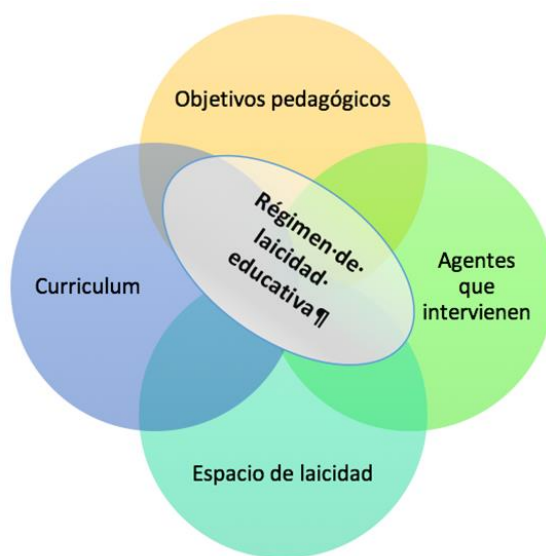 Objetivos pedagógicos
Régimen·de·
laicidad·
educativa¶
Curriculum
Agentes
que
intervienen
Espacio de laicidad